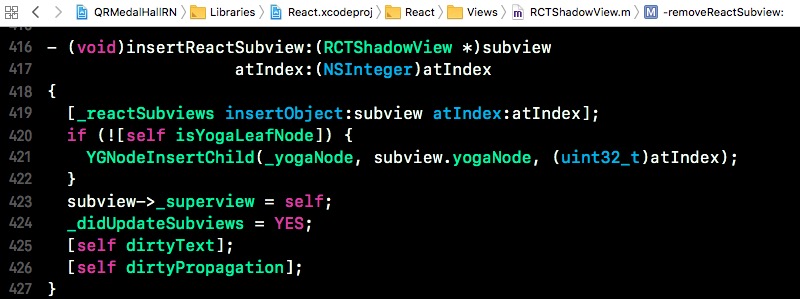 QRMedalHallRN Libraries React.xcodeproj React Views m RCTShadowView.m M -removeReactSubview:
416 - (void)insertReactSubview:(RCTShadowView *)subview
417 atIndex:(NSInteger)atIndex
418 {
419 [_reactSubviews insertObject:subview atIndex:atIndex];
420 if (![self isYogaLeafNode]) {
421 YGNodeInsertChild(_yogaNode, subview.yogaNode, (uint32_t)atIndex);
422 }
423 subview->_superview = self;
424 _didUpdateSubviews = YES;
425 [self dirtyText];
426 [self dirtyPropagation];
427 }